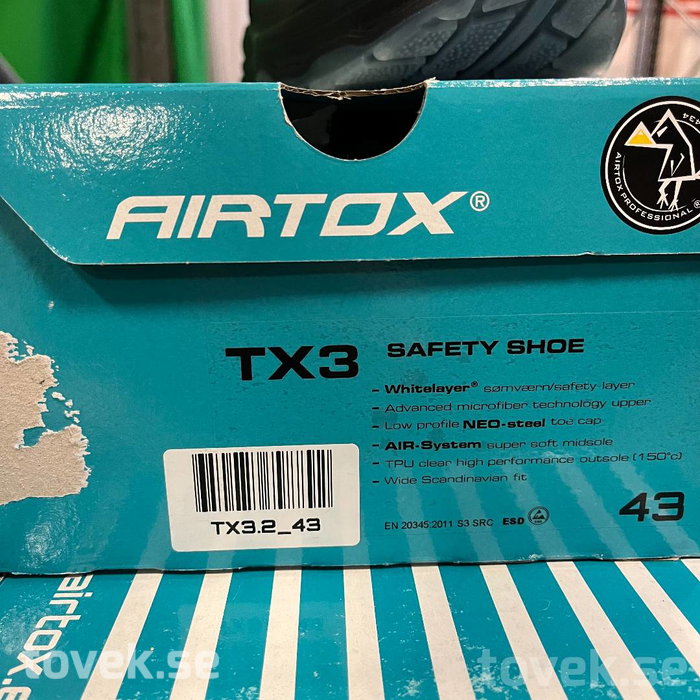 AIRTOX®
AIRTOX PROFESSIONAL ®
TX3
SAFETY SHOE
- Whitelayer® sømværn/safety layer
- Advanced microfiber technology upper
- Low profile NEO-steel toe cap
- AIR-System super soft midsole
- TPU clear high performance outsole (150°c)
- Wide Scandinavian fit
TX3.2_43
EN 20345:2011 S3 SRC ESD
43
airtox.
tovek.se
tovek.se